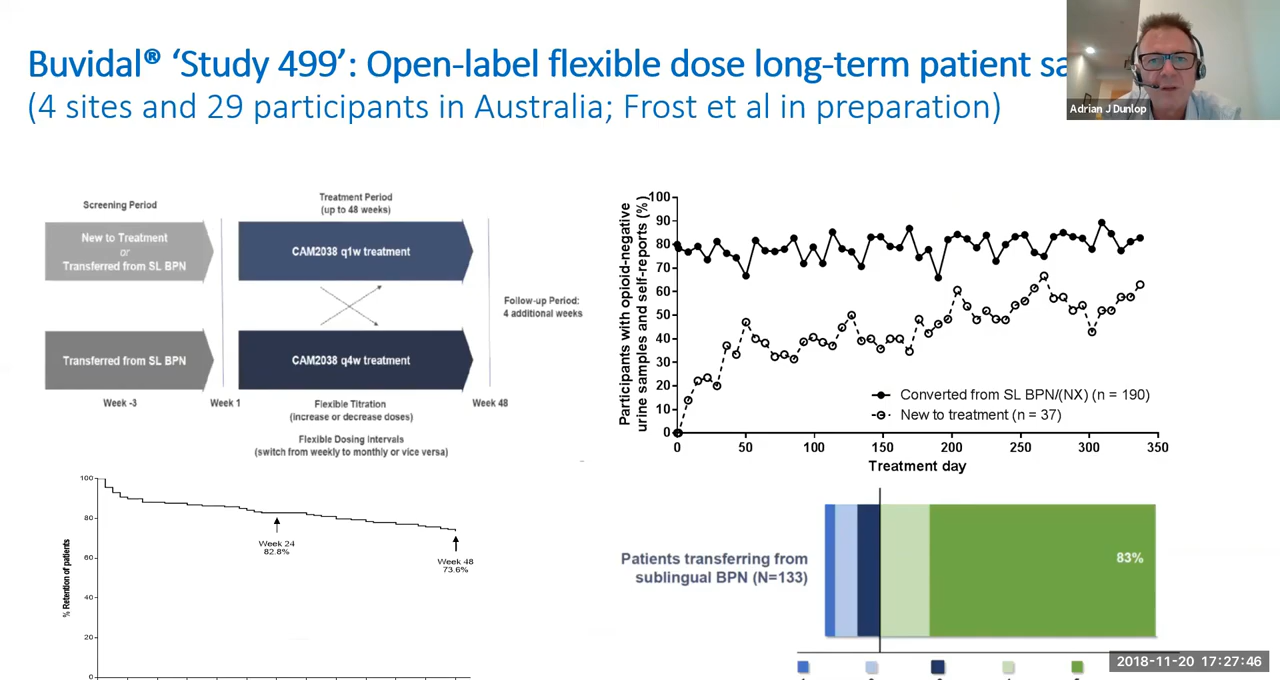 Buvidal® ‘Study 499’: Open-label flexible dose long-term patient sa
(4 sites and 29 participants in Australia; Frost et al in preparation)
Adrian J Dunlop
Screening Period
Treatment Period
(up to 48 weeks)
New to Treatment
or
Transferred from SL BPN
CAM2038 q1w treatment
Follow-up Period:
4 additional weeks
Transferred from SL BPN
CAM2038 q4w treatment
Week -3
Week 1
Flexible Titration
(increase or decrease doses)
Week 48
Flexible Dosing Intervals
(switch from weekly to monthly or vice versa)
Participants with opioid-negative
urine samples and self-reports (%)
100
90
80
70
60
50
40
30
20
10
0
Converted from SL BPN/(NX) (n = 190)
New to treatment (n = 37)
0 50 100 150 200 250 300 350
Treatment day
% Retention of patients
100
80
60
40
20
0
Week 24
82.8%
Week 48
73.6%
Patients transferring from
sublingual BPN (N=133)
83%
2018-11-20 17:27:46